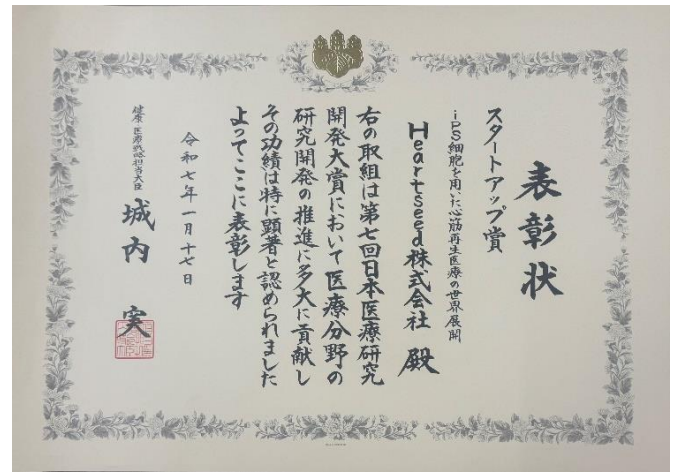 表彰状
スタートアップ賞
iPS細胞を用いた心筋再生医療の世界展開
Heartseed株式会社 殿
右の取組は第七回日本医療研究
開発大賞において医療分野の
研究開発の推進に多大に貢献し
その功績は特に顕著と認められました
よってここに表彰します
令和七年一月十七日
健康 医療戦略担当大臣 城内 実